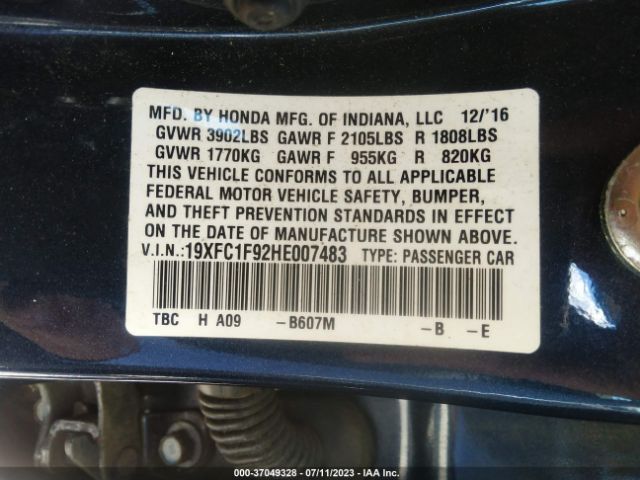 MFD. BY HONDA MFG. OF INDIANA, LLC 12/'16
GVWR 3902LBS GAWR F 2105LBS R 1808LBS
GVWR 1770KG GAWR F 955KG R 820KG
THIS VEHICLE CONFORMS TO ALL APPLICABLE
FEDERAL MOTOR VEHICLE SAFETY, BUMPER,
AND THEFT PREVENTION STANDARDS IN EFFECT
ON THE DATE OF MANUFACTURE SHOWN ABOVE.
V.I.N.:19XFC1F92HE007483 TYPE: PASSENGER CAR
TBC H A09 -B607M -B -E
000-37049328 - 07/11/2023 - IAA Inc.